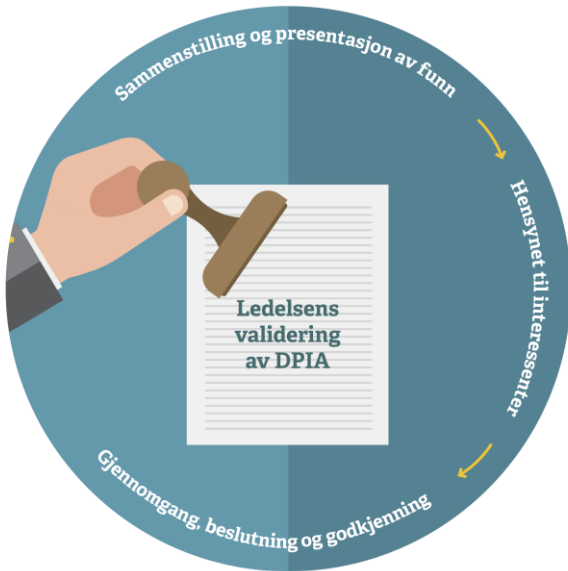 Sammenstilling og presentasjon av funn
Hensynet til interessenter
Ledelsens
validering
av DPIA
Gjennomgang, beslutning og godkjenning